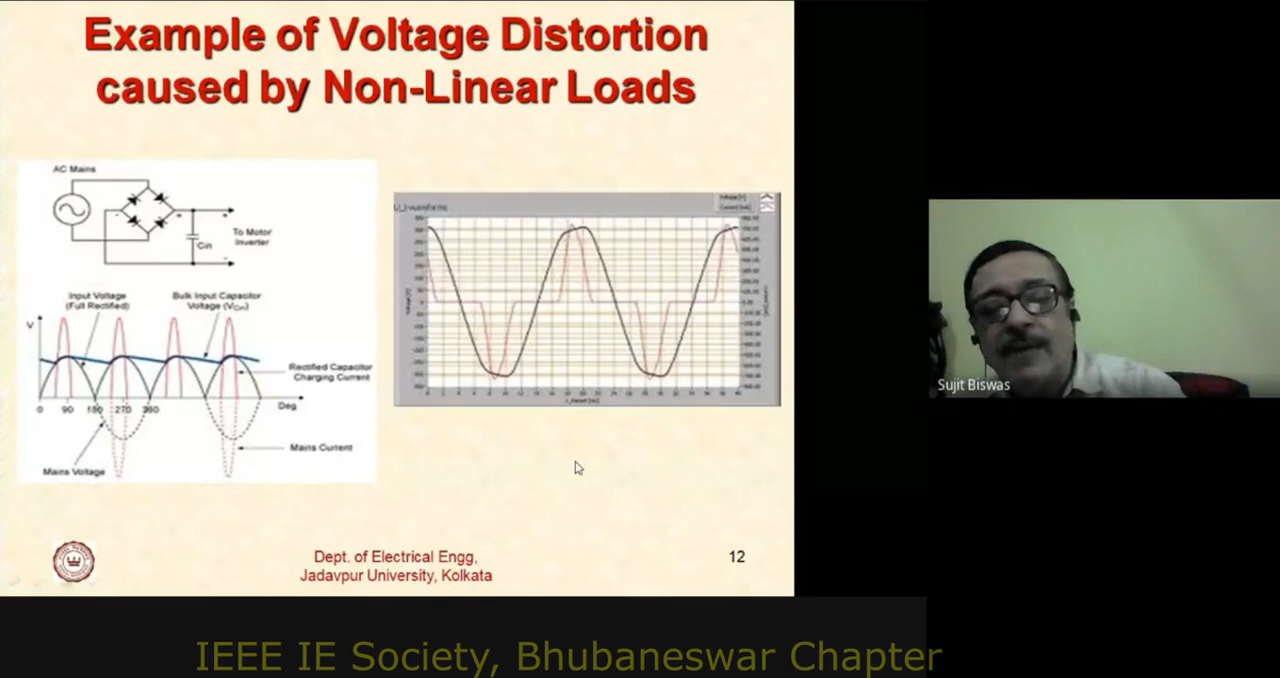 Example of Voltage Distortion
caused by Non-Linear Loads
AC Mains
To Motor
Inverter
Cin
Input Voltage
(Full Rectified)
Bulk Input Capacitor
Voltage (VCin)
V
Rectified Capacitor
Charging Current
0 90 180 270 360
Deg
Mains Current
Mains Voltage
Dept. of Electrical Engg,
Jadavpur University, Kolkata
12
Sujit Biswas
IEEE IE Society, Bhubaneswar Chapter